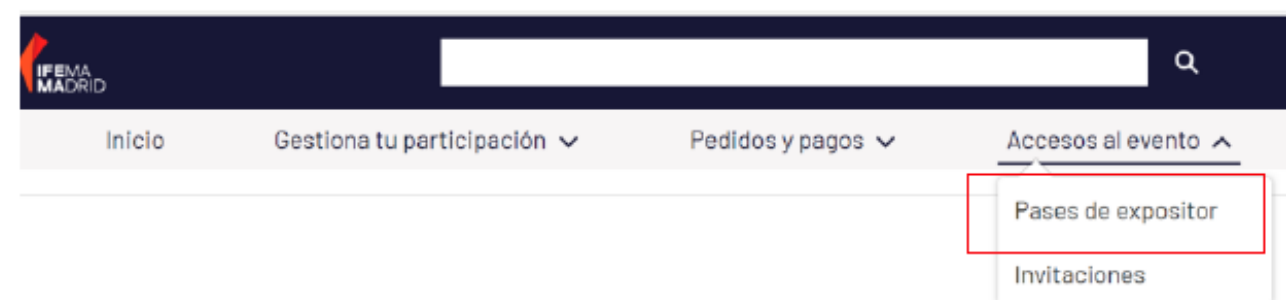 IFEMA
MADRID
Inicio
Gestiona tu participación
Pedidos y pagos
Accesos al evento
Pases de expositor
Invitaciones